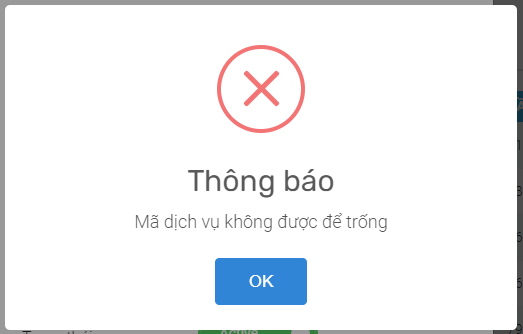 Thông báo
Mã dịch vụ không được để trống
OK